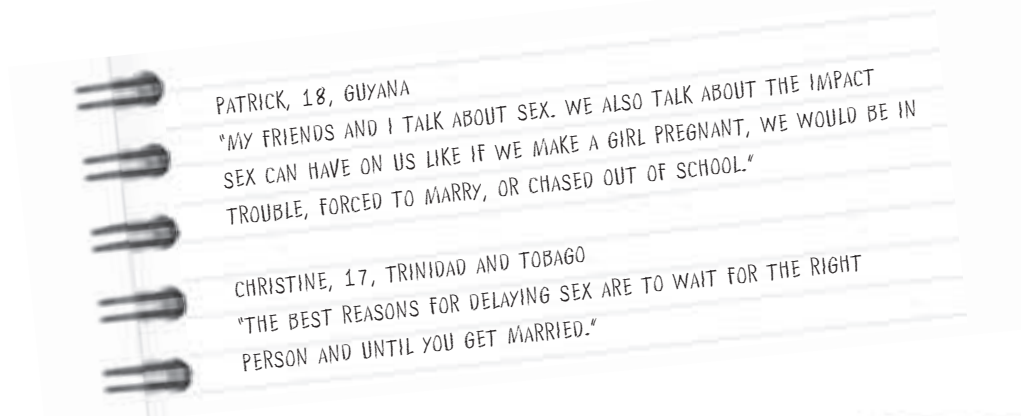 PATRICK, 18, GUYANA
"MY FRIENDS AND I TALK ABOUT SEX. WE ALSO TALK ABOUT THE IMPACT
SEX CAN HAVE ON US LIKE IF WE MAKE A GIRL PREGNANT, WE WOULD BE IN
TROUBLE, FORCED TO MARRY, OR CHASED OUT OF SCHOOL."
CHRISTINE, 17, TRINIDAD AND TOBAGO
"THE BEST REASONS FOR DELAYING SEX ARE TO WAIT FOR THE RIGHT
PERSON AND UNTIL YOU GET MARRIED."